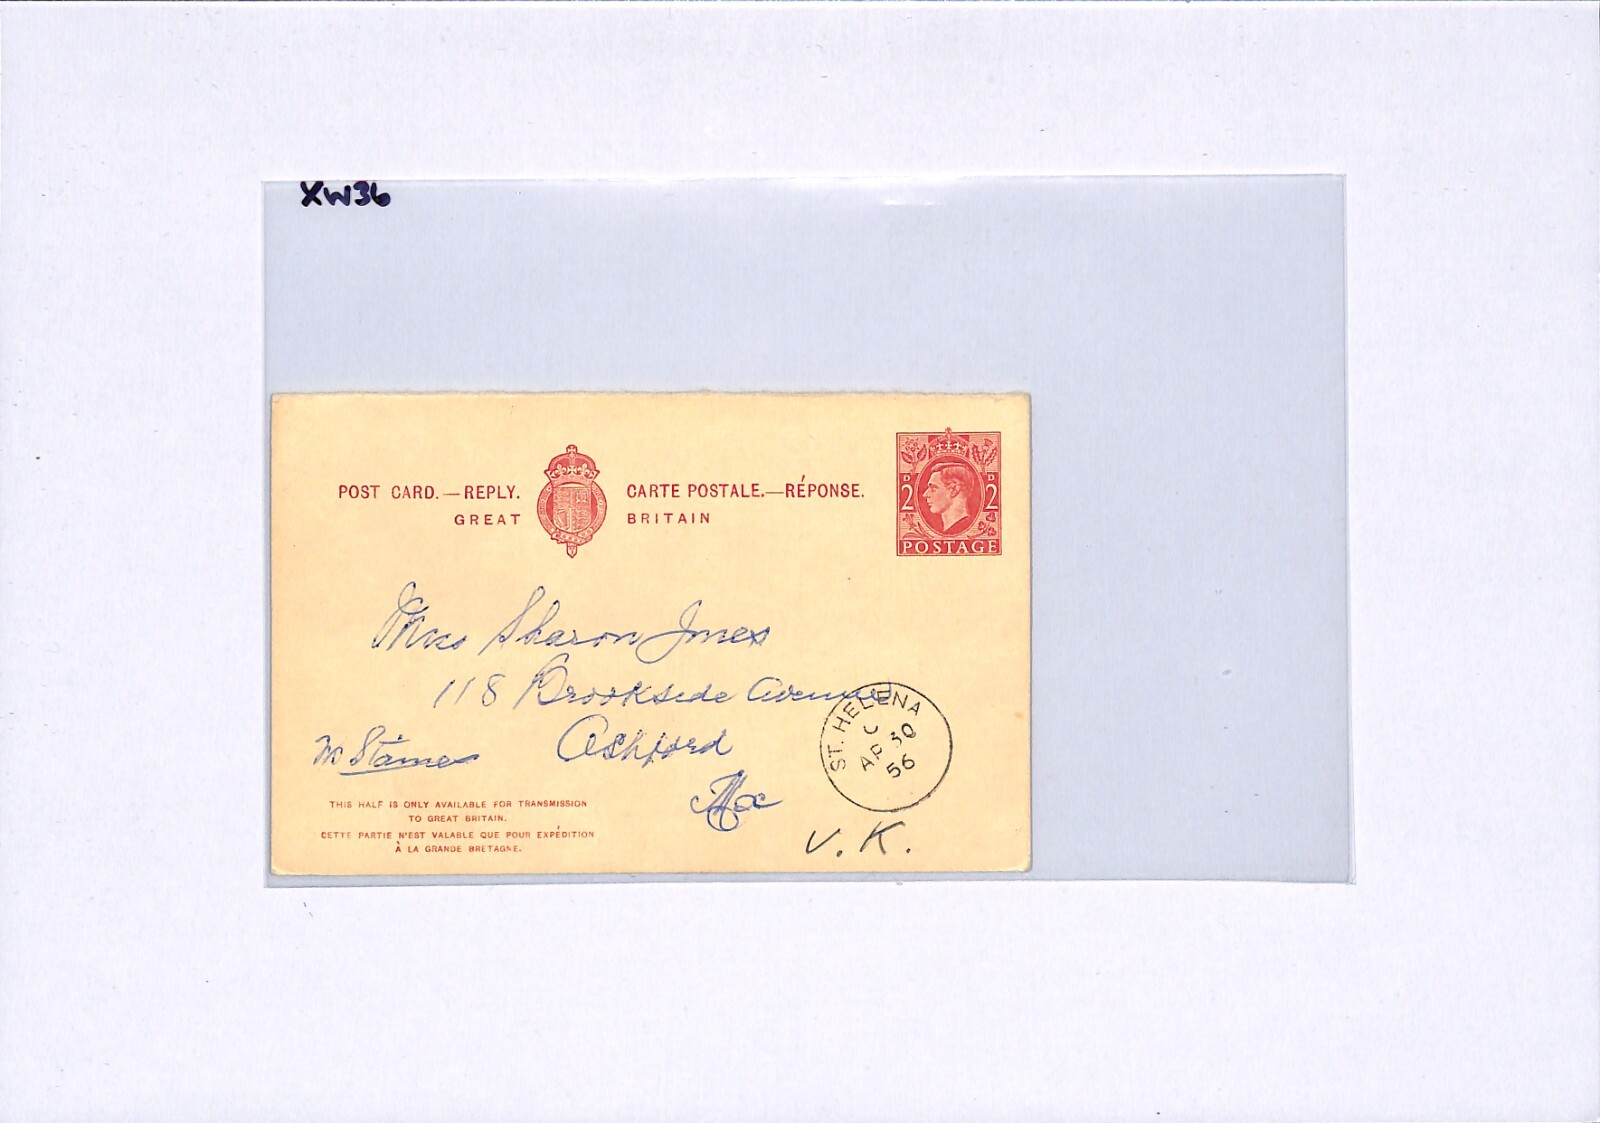 XW36
POST CARD.—REPLY. CARTE POSTALE.—RÉPONSE.
GREAT BRITAIN
D D
2 2
POSTAGE
Miss Sharon Jones
118 Brookside Avenue
Ashford
Mx
ST. HELENA
C
AP 30
56
THIS HALF IS ONLY AVAILABLE FOR TRANSMISSION
TO GREAT BRITAIN.
CETTE PARTIE N'EST VALABLE QUE POUR EXPÉDITION
À LA GRANDE BRETAGNE.